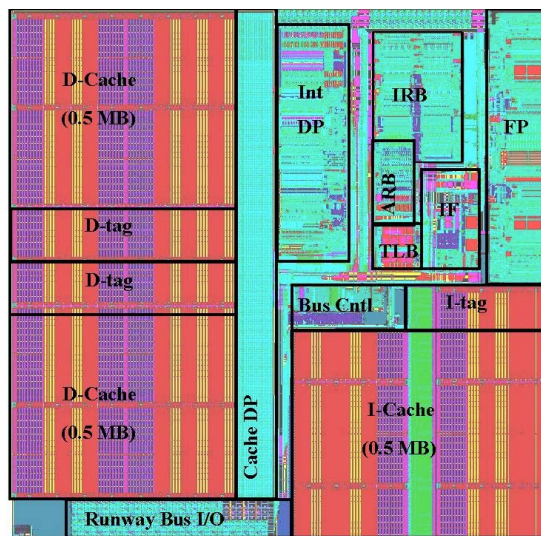 D-Cache
(0.5 MB)
D-tag
D-tag
D-Cache
(0.5 MB)
Cache DP
Runway Bus I/O
Int
DP
IRB
ARB
TLB
IF
FP
Bus Cntl
I-tag
I-Cache
(0.5 MB)